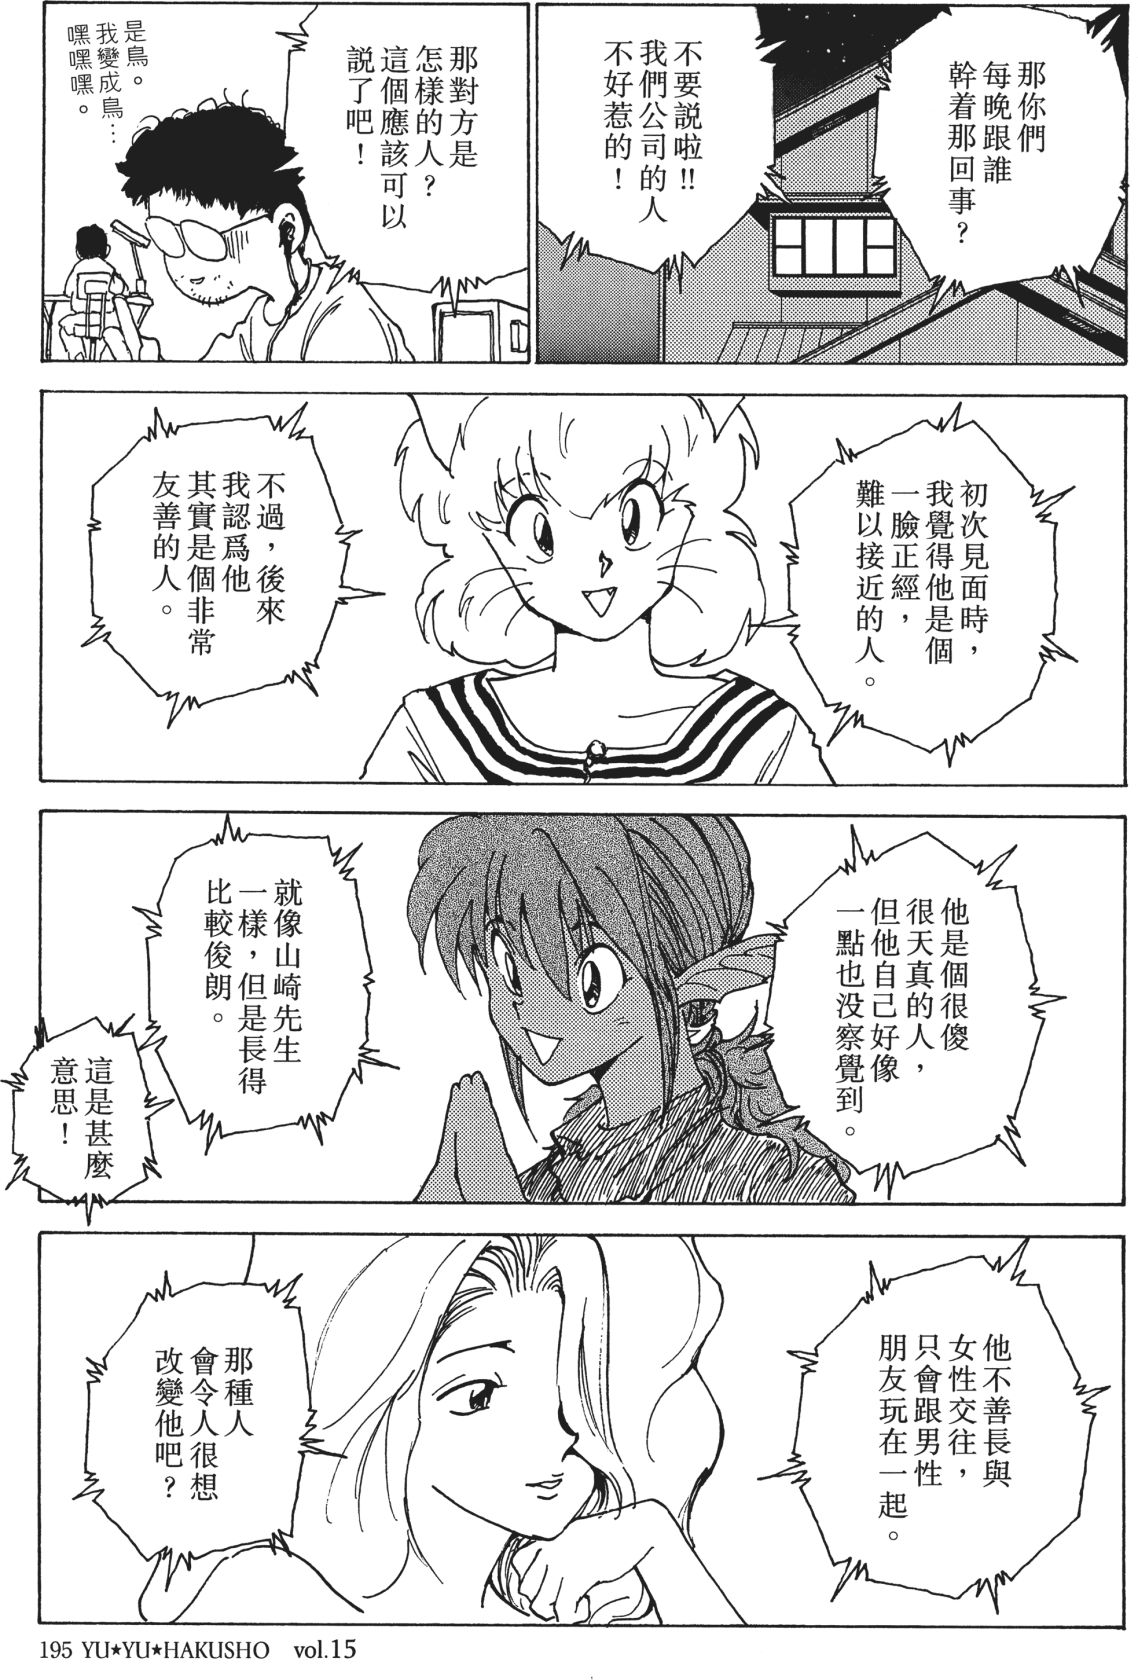 那你們
每晚跟誰
幹着那回事？
不要説啦!!
我們公司的人
不好惹的！
那對方是
怎樣的人？
這個應該可以
説了吧！
是鳥。
我變成鳥…
嘿嘿嘿。
初次見面時，
我覺得他是個
一臉正經，
難以接近的人。
不過，後來
我認爲他
其實是個非常
友善的人。
他是個很傻
很天真的人，
但他自己好像
一點也没察覺到。
就像山崎先生
一樣，但是長得
比較俊朗。
這是甚麼
意思！
他不善長與
女性交往，
只會跟男性
朋友玩在一起。
那種人
會令人很想
改變他吧？
195 YU★YU★HAKUSHO vol.15